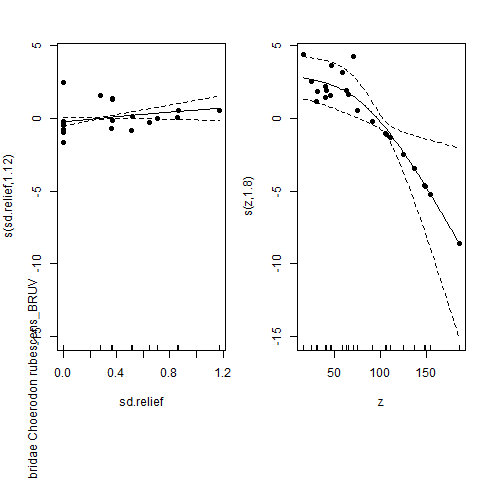 5
0
-5
-10
-15
s(sd.relief,1.12)
bridae Choerodon rubescens_BRUV
0.0 0.4 0.8 1.2
sd.relief
5
0
-5
-10
-15
s(z,1.8)
50 100 150
z